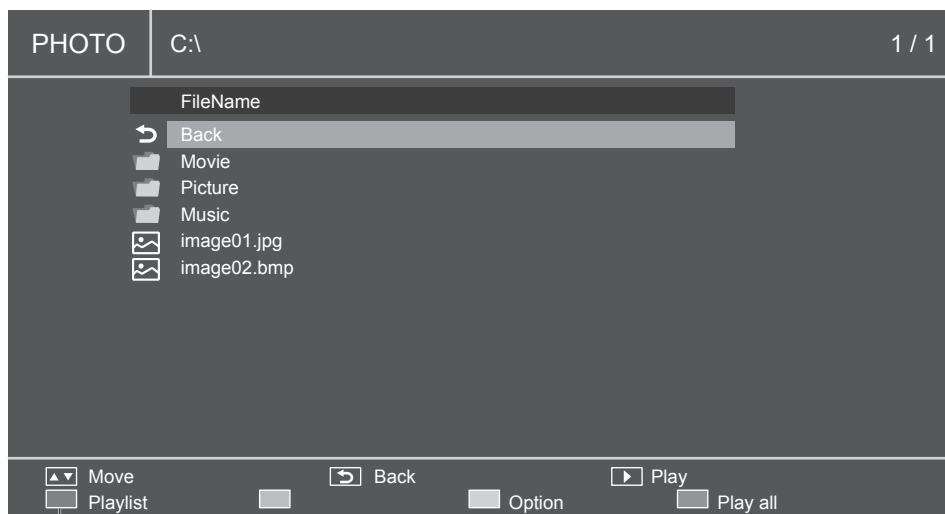 PHOTO C:\ 1 / 1
FileName
Back
Movie
Picture
Music
image01.jpg
image02.bmp
Move Back Play
Playlist Option Play all